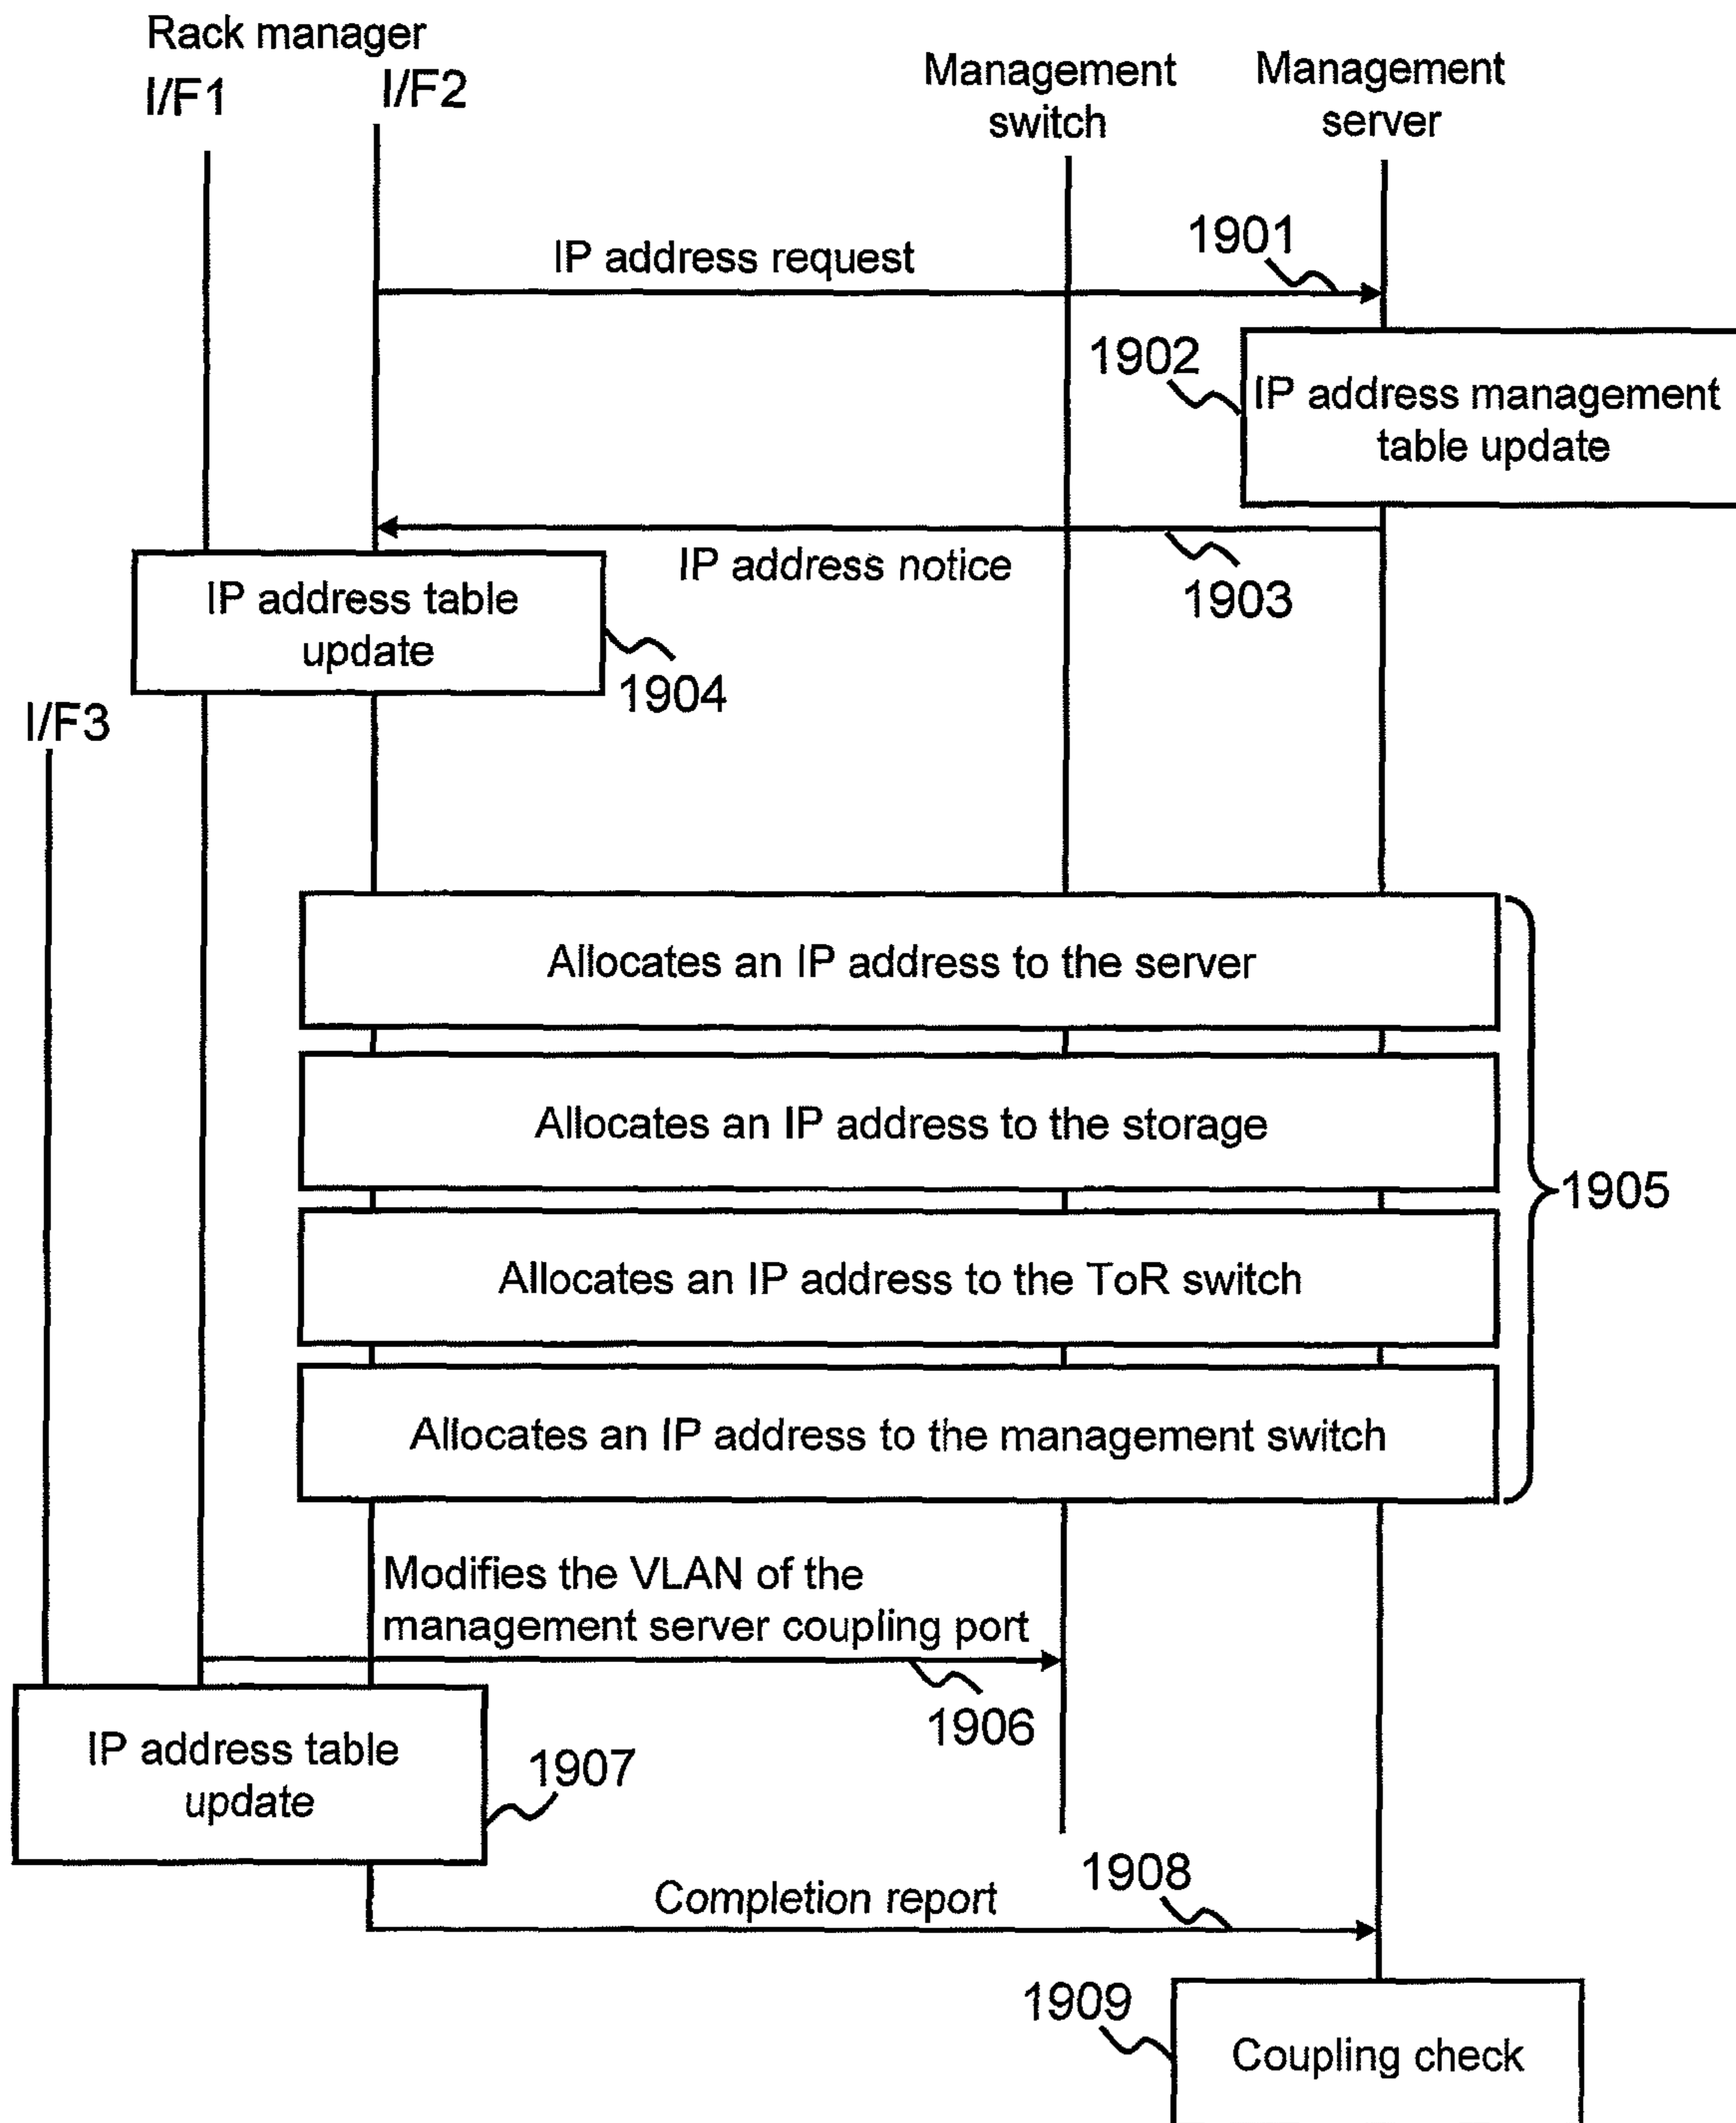 Rack manager
I/F1
I/F2
Management
switch
Management
server
IP address request
1901
1902
IP address management
table update
IP address notice
1903
IP address table
update
1904
I/F3
Allocates an IP address to the server
Allocates an IP address to the storage
1905
Allocates an IP address to the ToR switch
Allocates an IP address to the management switch
Modifies the VLAN of the
management server coupling port
1906
IP address table
update
1907
1908
Completion report
1909
Coupling check